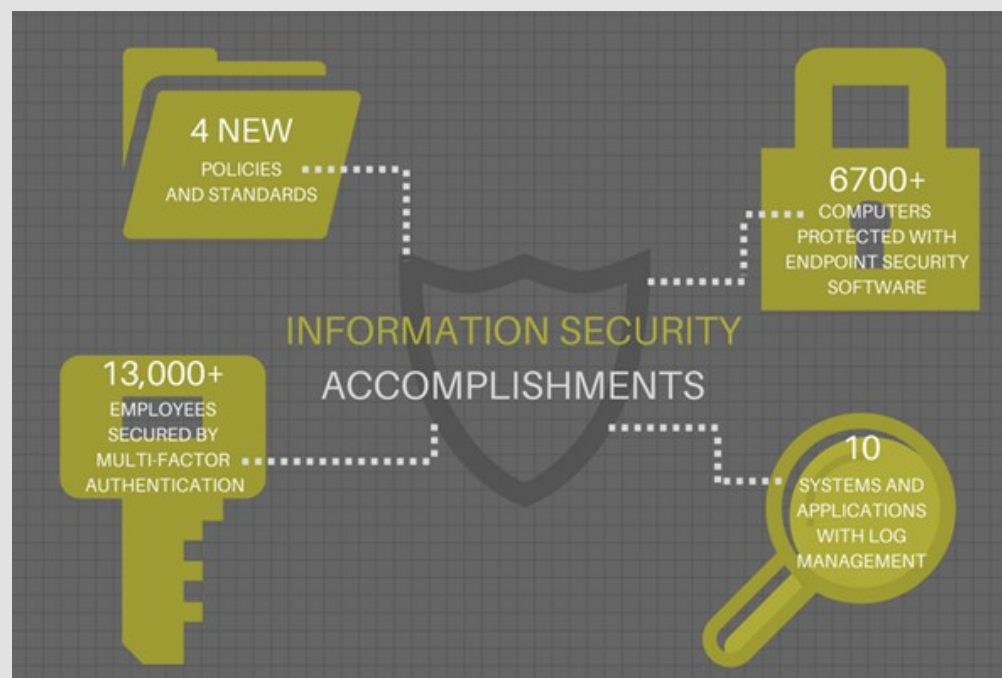 4 NEW
POLICIES
AND STANDARDS
6700+
COMPUTERS
PROTECTED WITH
ENDPOINT SECURITY
SOFTWARE
INFORMATION SECURITY
ACCOMPLISHMENTS
13,000+
EMPLOYEES
SECURED BY
MULTI-FACTOR
AUTHENTICATION
10
SYSTEMS AND
APPLICATIONS
WITH LOG
MANAGEMENT